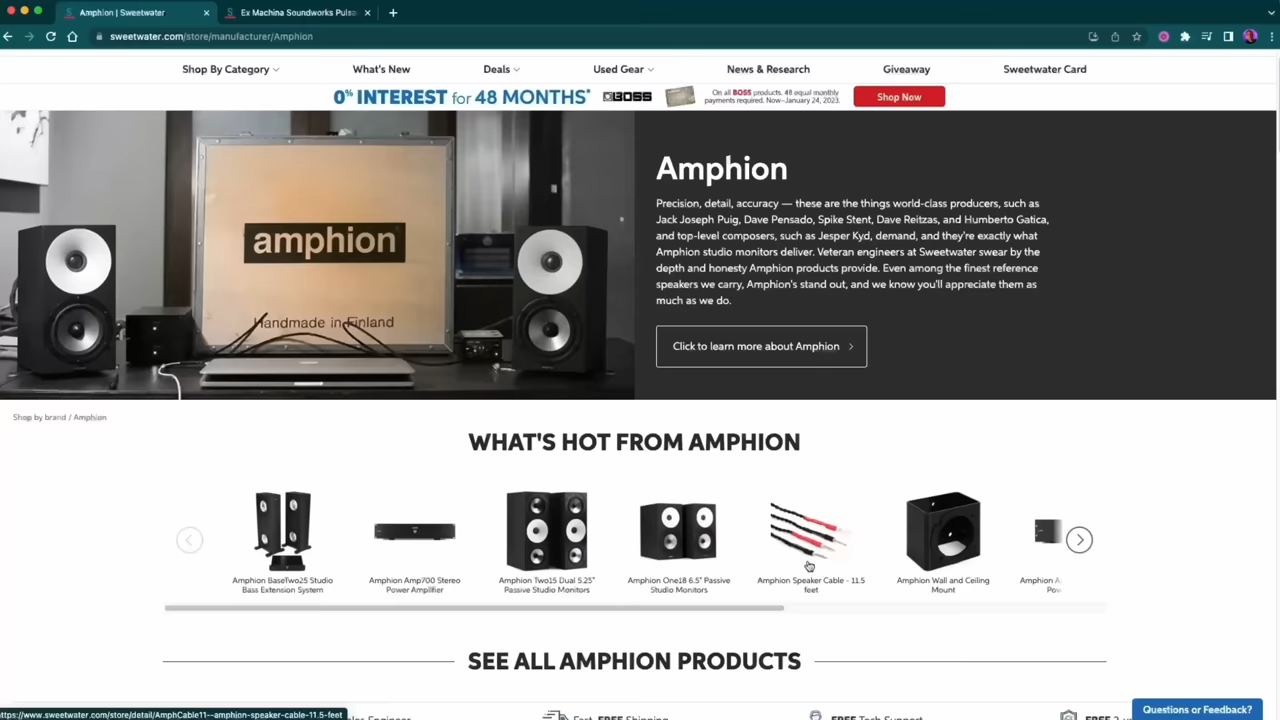 Amphion | Sweetwater
Ex Machina Soundworks Pulsa
sweetwater.com/store/manufacturer/Amphion
Shop By Category
What's New
Deals
Used Gear
News & Research
Giveaway
Sweetwater Card
0% INTEREST for 48 MONTHS*
BOSS
On all BOSS products. 48 equal monthly
payments required. Now–January 24, 2023.
Shop Now
amphion
Handmade in Finland
Amphion
Precision, detail, accuracy — these are the things world-class producers, such as
Jack Joseph Puig, Dave Pensado, Spike Stent, Dave Reitzas, and Humberto Gatica,
and top-level composers, such as Jesper Kyd, demand, and they're exactly what
Amphion studio monitors deliver. Veteran engineers at Sweetwater swear by the
depth and honesty Amphion products provide. Even among the finest reference
speakers we carry, Amphion's stand out, and we know you'll appreciate them as
much as we do.
Click to learn more about Amphion
Shop by brand / Amphion
WHAT'S HOT FROM AMPHION
Amphion BaseTwo25 Studio
Bass Extension System
Amphion Amp700 Stereo
Power Amplifier
Amphion Two15 Dual 5.25"
Passive Studio Monitors
Amphion One18 6.5" Passive
Studio Monitors
Amphion Speaker Cable - 11.5
feet
Amphion Wall and Ceiling
Mount
Amphion A
Pow
SEE ALL AMPHION PRODUCTS
ttps://www.sweetwater.com/store/detail/AmphCable11--amphion-speaker-cable-11.5-feet
Engineer
Fast, FREE Shipping
FREE Tech Support
FREE 2-
Questions or Feedback?